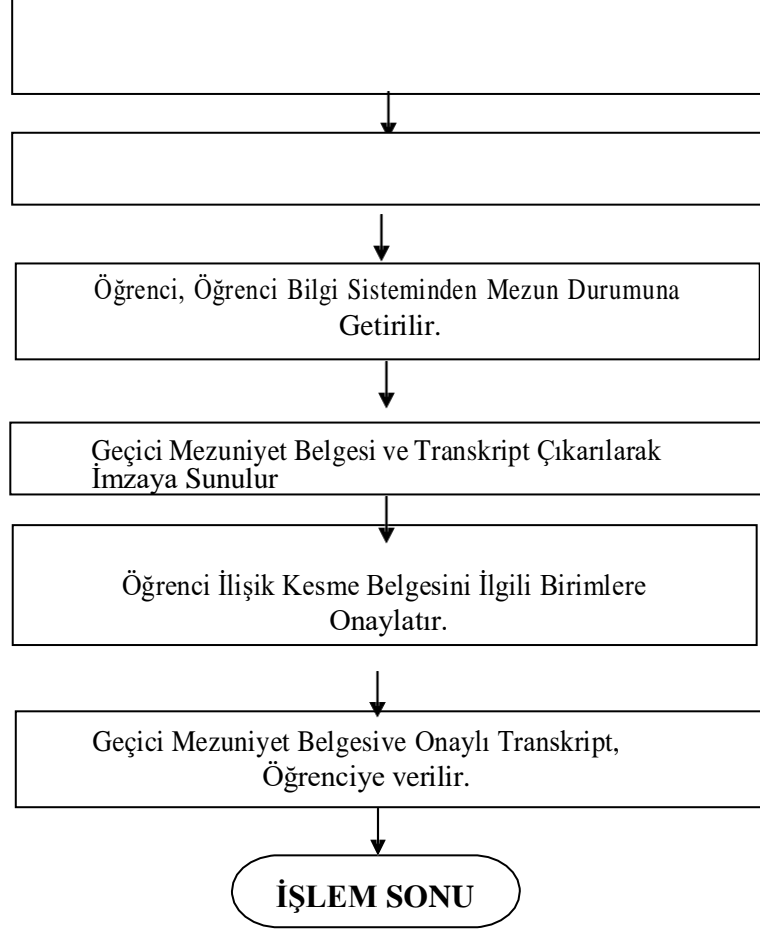 Öğrenci, Öğrenci Bilgi Sisteminden Mezun Durumuna
Getirilir.
Geçici Mezuniyet Belgesi ve Transkript Çıkarılarak
İmzaya Sunulur
Öğrenci İlişik Kesme Belgesini İlgili Birimlere
Onaylatır.
Geçici Mezuniyet Belgesive Onaylı Transkript,
Öğrenciye verilir.
İŞLEM SONU